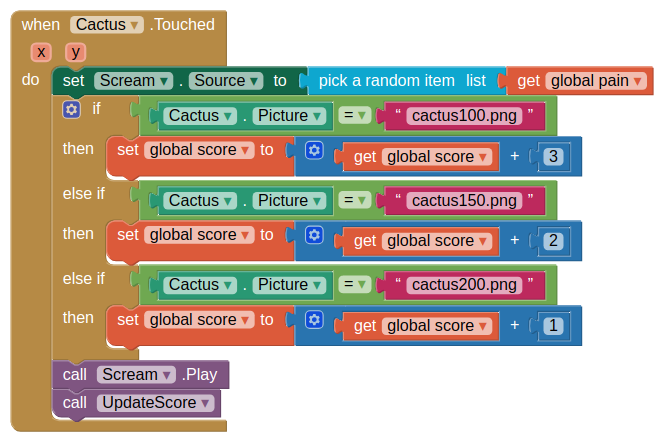 when Cactus .Touched
x y
do set Scream . Source to pick a random item list get global pain
if Cactus . Picture = “ cactus100.png ”
then set global score to get global score + 3
else if Cactus . Picture = “ cactus150.png ”
then set global score to get global score + 2
else if Cactus . Picture = “ cactus200.png ”
then set global score to get global score + 1
call Scream .Play
call UpdateScore